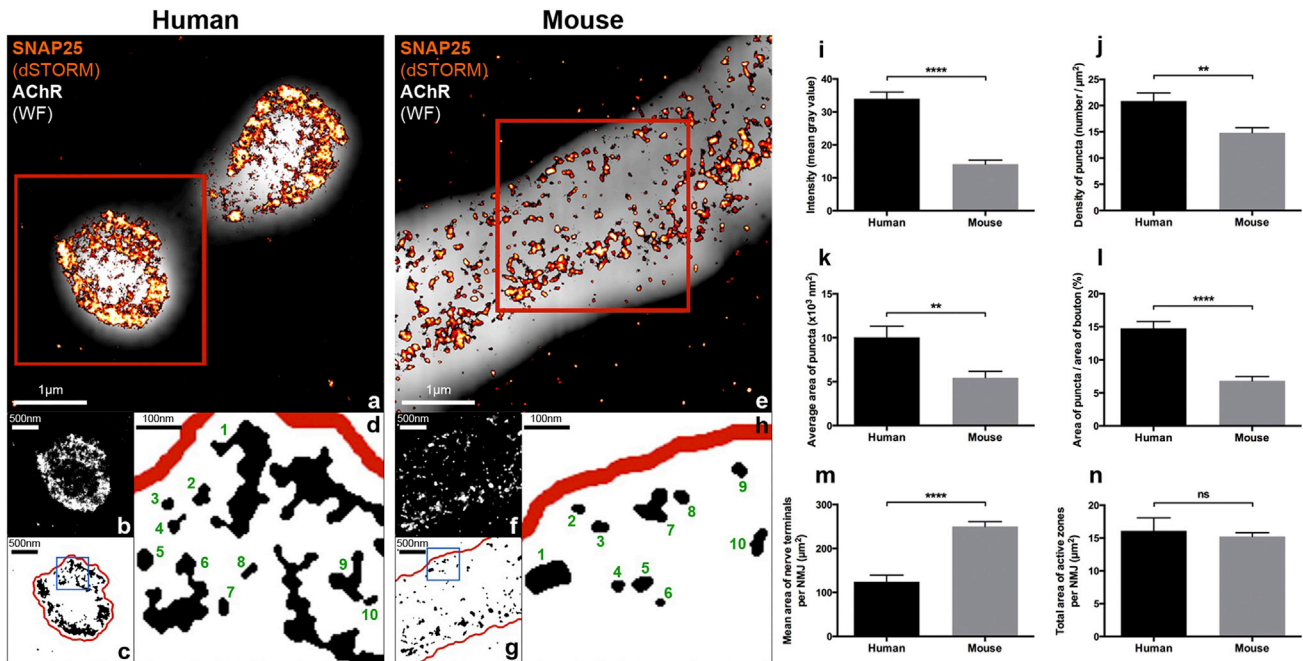 Human
Mouse
SNAP25
(dSTORM)
AChR
(WF)
1µm
a
SNAP25
(dSTORM)
AChR
(WF)
1µm
e
500nm
b
500nm
c
100nm
d
1
2
3
4
5
6
7
8
9
10
500nm
f
g
100nm
h
1
2
3
4
5
6
7
8
9
10
500nm
i
Intensity (mean gray value)
40
30
20
10
0
****
Human
Mouse
j
Density of puncta (number / µm²)
25
20
15
10
5
0
**
Human
Mouse
k
Average area of puncta (x10³ nm²)
15
10
5
0
**
Human
Mouse
l
Area of puncta / area of bouton (%)
20
15
10
5
0
****
Human
Mouse
m
Mean area of nerve terminals
per NMJ (µm²)
300
200
100
0
****
Human
Mouse
n
Total area of active zones
per NMJ (µm²)
20
15
10
5
0
ns
Human
Mouse